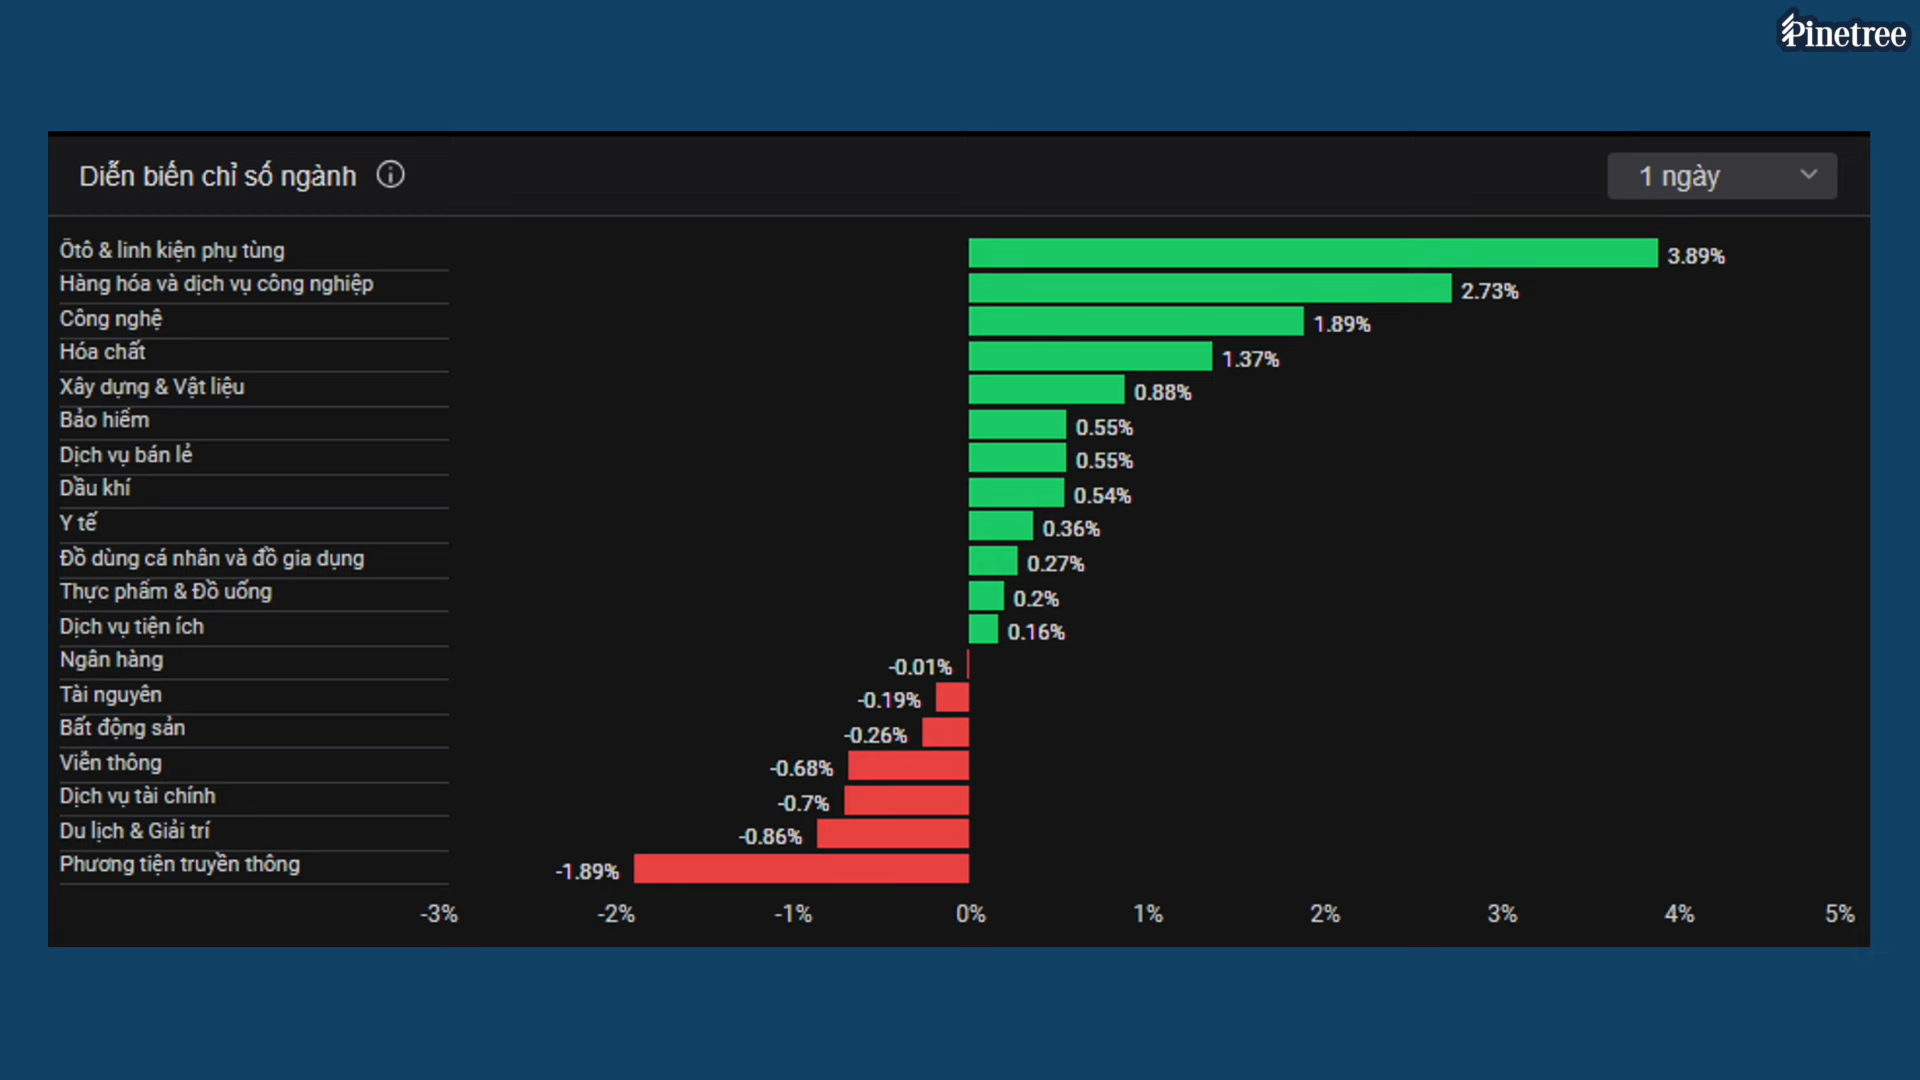 Pinetree
Diễn biến chỉ số ngành
1 ngày
Ôtô & linh kiện phụ tùng
3.89%
Hàng hóa và dịch vụ công nghiệp
2.73%
Công nghệ
1.89%
Hóa chất
1.37%
Xây dựng & Vật liệu
0.88%
Bảo hiểm
0.55%
Dịch vụ bán lẻ
0.55%
Dầu khí
0.54%
Y tế
0.36%
Đồ dùng cá nhân và đồ gia dụng
0.27%
Thực phẩm & Đồ uống
0.2%
Dịch vụ tiện ích
0.16%
Ngân hàng
-0.01%
Tài nguyên
-0.19%
Bất động sản
-0.26%
Viễn thông
-0.68%
Dịch vụ tài chính
-0.7%
Du lịch & Giải trí
-0.86%
Phương tiện truyền thông
-1.89%
-3% -2% -1% 0% 1% 2% 3% 4% 5%